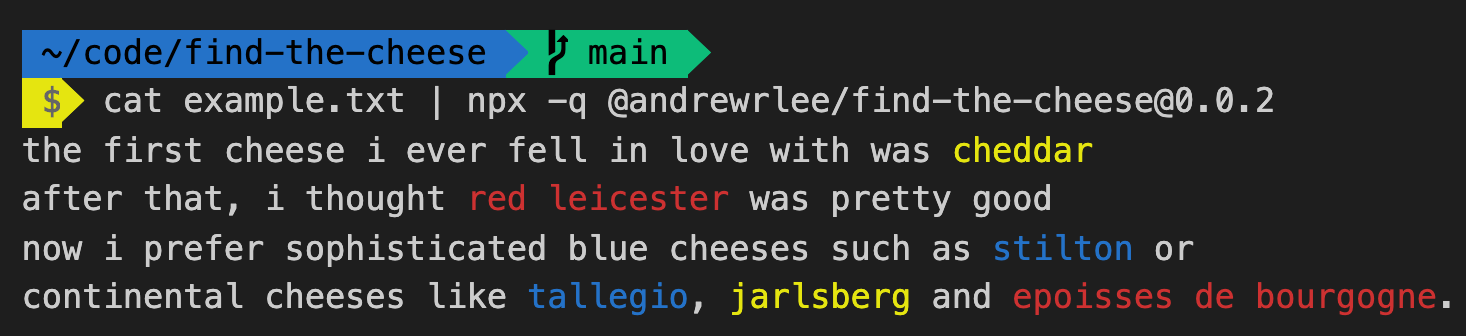 ~/code/find-the-cheese main
$ cat example.txt | npx -q @andrewrlee/find-the-cheese@0.0.2
the first cheese i ever fell in love with was cheddar
after that, i thought red leicester was pretty good
now i prefer sophisticated blue cheeses such as stilton or
continental cheeses like tallegio, jarlsberg and epoisses de bourgogne.